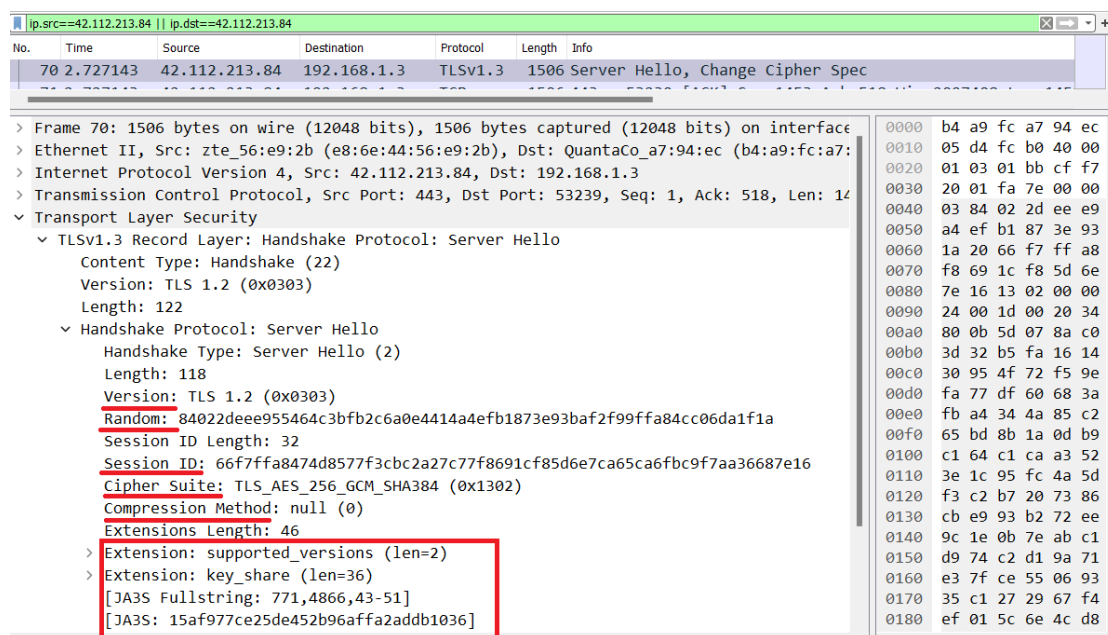 ip.src==42.112.213.84 || ip.dst==42.112.213.84
No. Time Source Destination Protocol Length Info
70 2.727143 42.112.213.84 192.168.1.3 TLSv1.3 1506 Server Hello, Change Cipher Spec
> Frame 70: 1506 bytes on wire (12048 bits), 1506 bytes captured (12048 bits) on interface
> Ethernet II, Src: zte_56:e9:2b (e8:6e:44:56:e9:2b), Dst: QuantaCo_a7:94:ec (b4:a9:fc:a7:
> Internet Protocol Version 4, Src: 42.112.213.84, Dst: 192.168.1.3
> Transmission Control Protocol, Src Port: 443, Dst Port: 53239, Seq: 1, Ack: 518, Len: 14
Transport Layer Security
TLSv1.3 Record Layer: Handshake Protocol: Server Hello
Content Type: Handshake (22)
Version: TLS 1.2 (0x0303)
Length: 122
Handshake Protocol: Server Hello
Handshake Type: Server Hello (2)
Length: 118
Version: TLS 1.2 (0x0303)
Random: 84022deee955464c3bfb2c6a0e4414a4efb1873e93baf2f99ffa84cc06da1f1a
Session ID Length: 32
Session ID: 66f7ffa8474d8577f3cbc2a27c77f8691cf85d6e7ca65ca6fbc9f7aa36687e16
Cipher Suite: TLS_AES_256_GCM_SHA384 (0x1302)
Compression Method: null (0)
Extensions Length: 46
> Extension: supported_versions (len=2)
> Extension: key_share (len=36)
[JA3S Fullstring: 771,4866,43-51]
[JA3S: 15af977ce25de452b96affa2addb1036]
0000 b4 a9 fc a7 94 ec
0010 05 d4 fc b0 40 00
0020 01 03 01 bb cf f7
0030 20 01 fa 7e 00 00
0040 03 84 02 2d ee e9
0050 a4 ef b1 87 3e 93
0060 1a 20 66 f7 ff a8
0070 f8 69 1c f8 5d 6e
0080 7e 16 13 02 00 00
0090 24 00 1d 00 20 34
00a0 80 0b 5d 07 8a c0
00b0 3d 32 b5 fa 16 14
00c0 30 95 4f 72 f5 9e
00d0 fa 77 df 60 68 3a
00e0 fb a4 34 4a 85 c2
00f0 65 bd 8b 1a 0d b9
0100 c1 64 c1 ca a3 52
0110 3e 1c 95 fc 4a 5d
0120 f3 c2 b7 20 73 86
0130 cb e9 93 b2 72 ee
0140 9c 1e 0b 7e ab c1
0150 d9 74 c2 d1 9a 71
0160 e3 7f ce 55 06 93
0170 35 c1 27 29 67 f4
0180 ef 01 5c 6e 4c d8